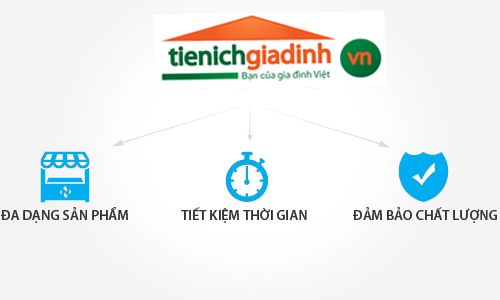 tienichgiadinh vn
Bạn của gia đình Việt
ĐA DẠNG SẢN PHẨM TIẾT KIỆM THỜI GIAN ĐẢM BẢO CHẤT LƯỢNG